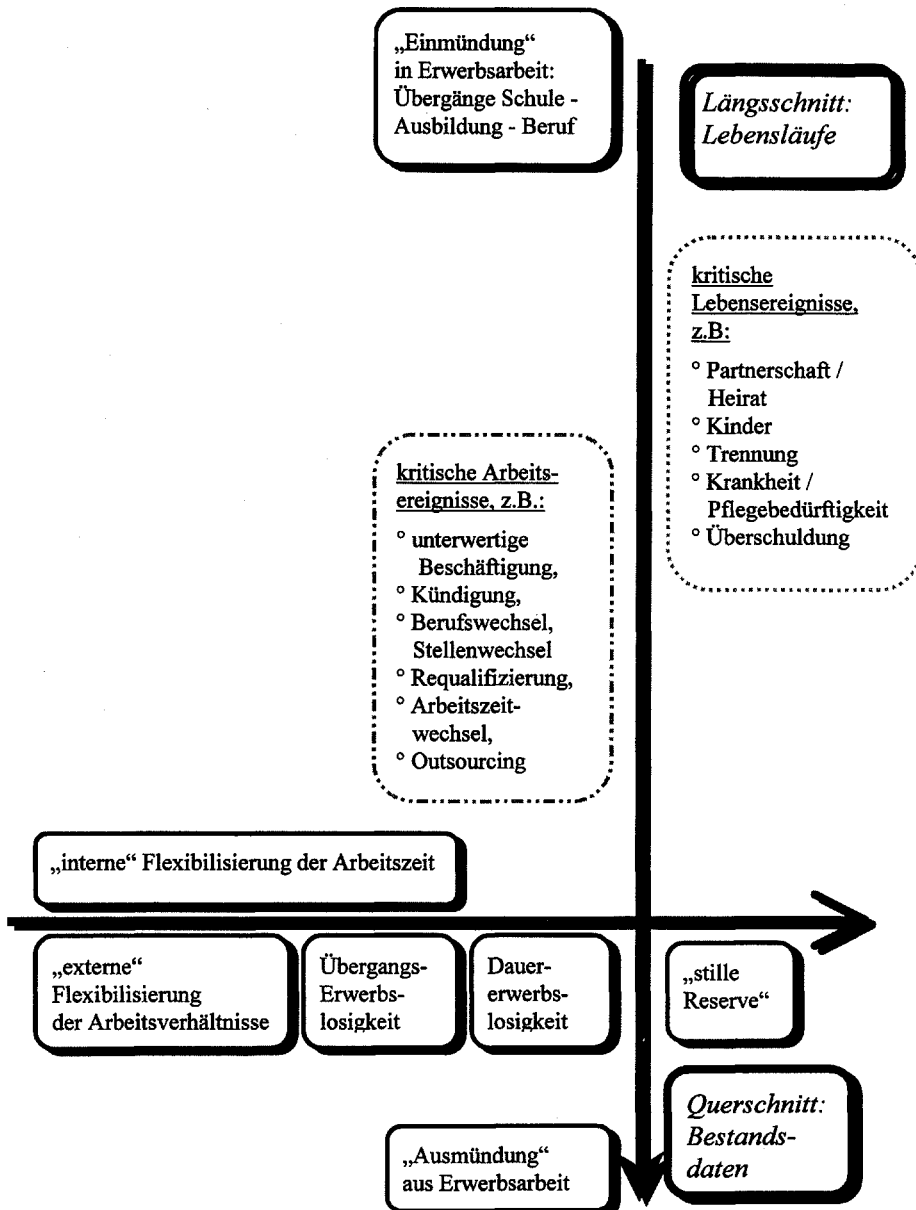 „Einmündung“
in Erwerbsarbeit:
Übergänge Schule -
Ausbildung - Beruf
Längsschnitt:
Lebensläufe
kritische
Lebensereignisse,
z.B:
° Partnerschaft /
Heirat
° Kinder
° Trennung
° Krankheit /
Pflegebedürftigkeit
° Überschuldung
kritische Arbeits-
ereignisse, z.B.:
° unterwertige
Beschäftigung,
° Kündigung,
° Berufswechsel,
Stellenwechsel
° Requalifizierung,
° Arbeitszeit-
wechsel,
° Outsourcing
„interne“ Flexibilisierung der Arbeitszeit
„externe“
Flexibilisierung
der Arbeitsverhältnisse
Übergangs-
Erwerbs-
losigkeit
Dauer-
erwerbs-
losigkeit
„stille
Reserve“
Querschnitt:
Bestands-
daten
„Ausmündung“
aus Erwerbsarbeit